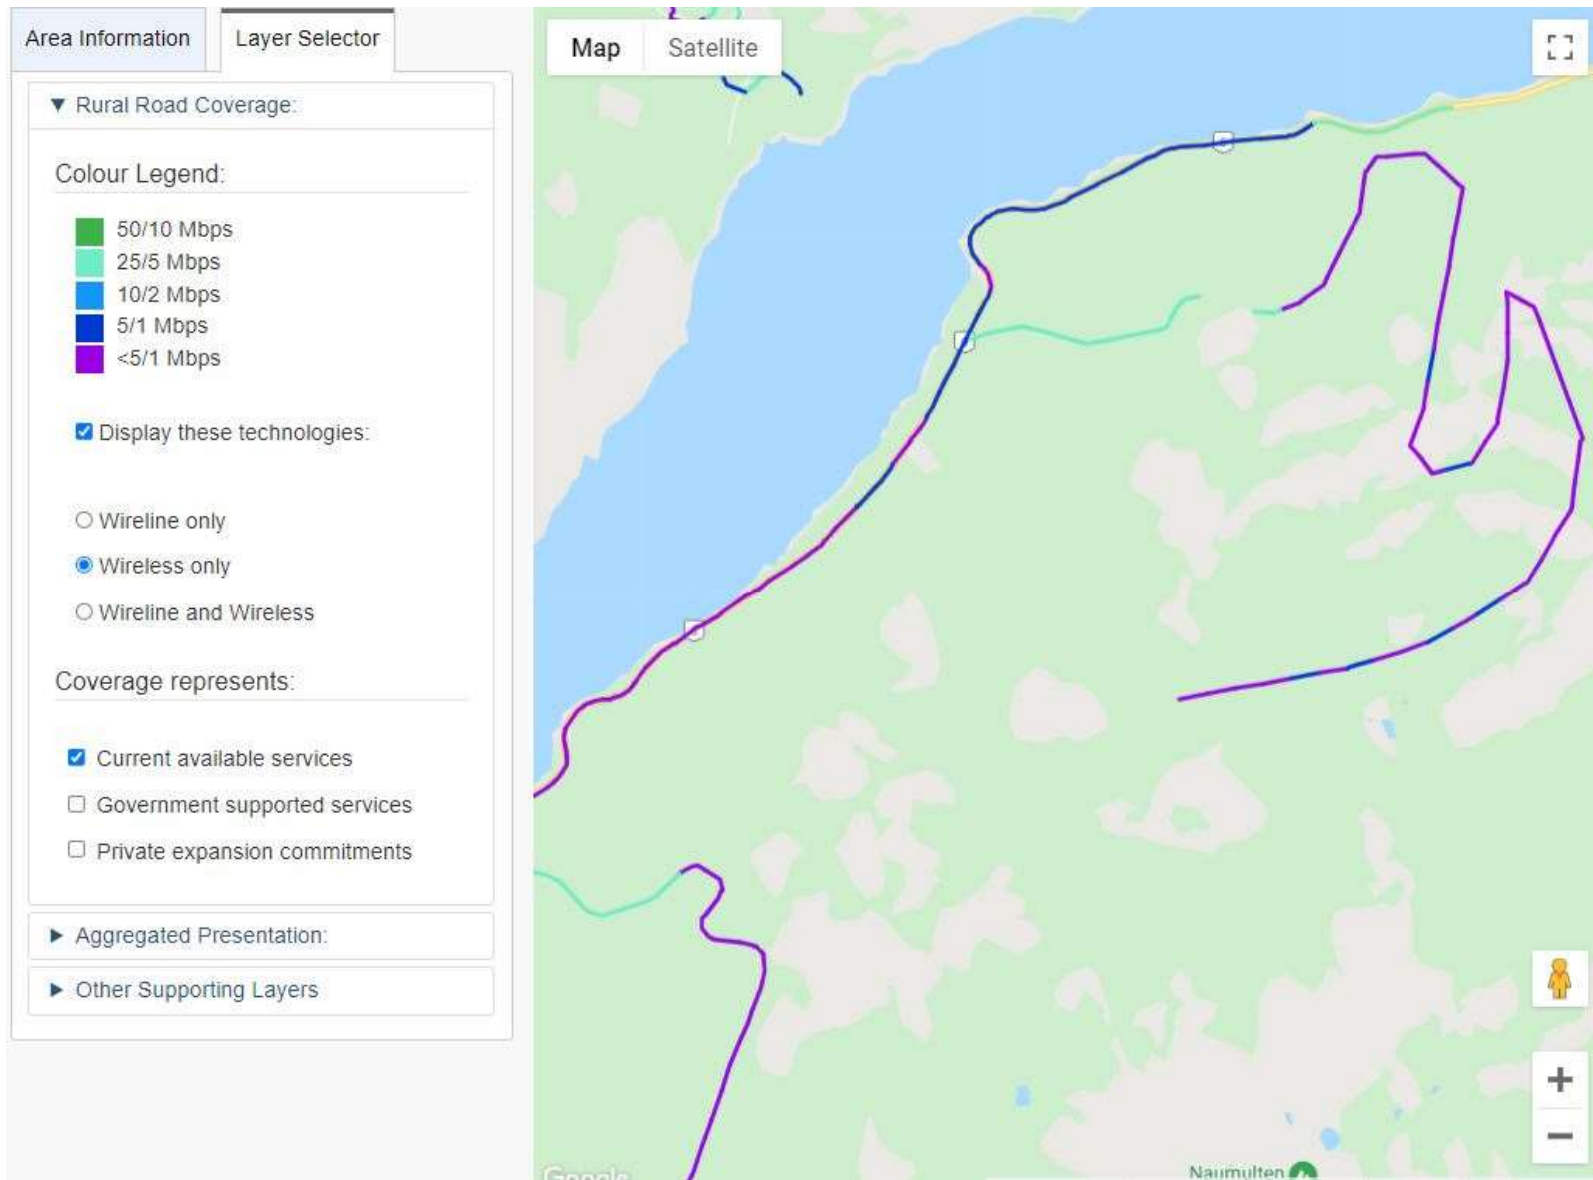 Area Information
Layer Selector
▼ Rural Road Coverage:
Colour Legend:
50/10 Mbps
25/5 Mbps
10/2 Mbps
5/1 Mbps
<5/1 Mbps
Display these technologies:
Wireline only
Wireless only
Wireline and Wireless
Coverage represents:
Current available services
Government supported services
Private expansion commitments
► Aggregated Presentation:
► Other Supporting Layers
Map
Satellite
Google
Naumulten